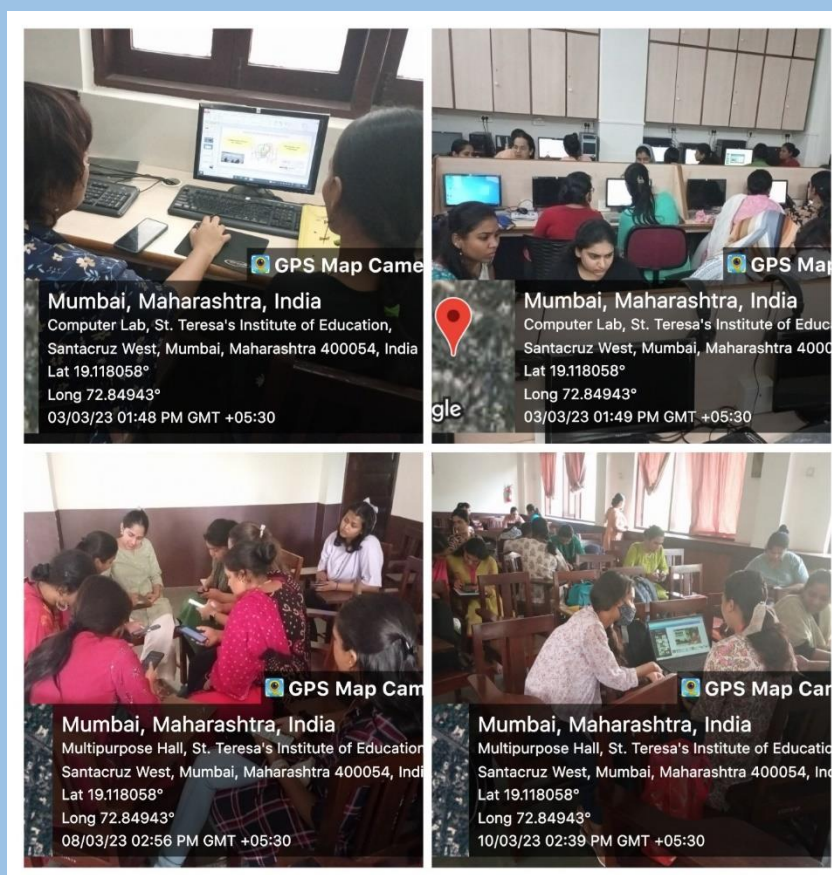 GPS Map Came
Mumbai, Maharashtra, India
Computer Lab, St. Teresa's Institute of Education,
Santacruz West, Mumbai, Maharashtra 400054, India
Lat 19.118058°
Long 72.84943°
03/03/23 01:48 PM GMT +05:30
GPS Map
gle
Mumbai, Maharashtra, India
Computer Lab, St. Teresa's Institute of Educ
Santacruz West, Mumbai, Maharashtra 4000
Lat 19.118058°
Long 72.84943°
03/03/23 01:49 PM GMT +05:30
GPS Map Cam
Mumbai, Maharashtra, India
Multipurpose Hall, St. Teresa's Institute of Education
Santacruz West, Mumbai, Maharashtra 400054, Indi
Lat 19.118058°
Long 72.84943°
08/03/23 02:56 PM GMT +05:30
GPS Map Car
Mumbai, Maharashtra, India
Multipurpose Hall, St. Teresa's Institute of Educatio
Santacruz West, Mumbai, Maharashtra 400054, Ind
Lat 19.118058°
Long 72.84943°
10/03/23 02:39 PM GMT +05:30